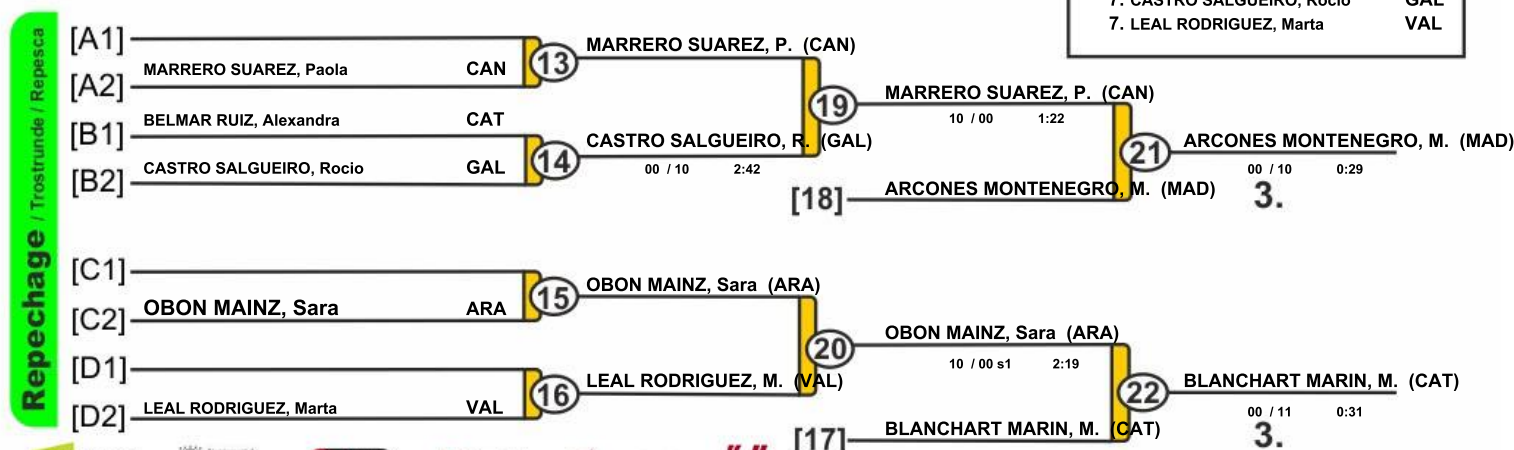 7. CASTRO SALGUEIRO, Rocio GAL
7. LEAL RODRIGUEZ, Marta VAL
Repechage / Trostrunde / Repesca
[A1]
MARRERO SUAREZ, Paola CAN
[A2]
13
MARRERO SUAREZ, P. (CAN)
BELMAR RUIZ, Alexandra CAT
[B1]
CASTRO SALGUEIRO, Rocio GAL
[B2]
14
CASTRO SALGUEIRO, R. (GAL)
00 / 10 2:42
19
MARRERO SUAREZ, P. (CAN)
10 / 00 1:22
[18]
ARCONES MONTENEGRO, M. (MAD)
21
ARCONES MONTENEGRO, M. (MAD)
00 / 10 0:29
3.
[C1]
OBON MAINZ, Sara ARA
[C2]
15
OBON MAINZ, Sara (ARA)
[D1]
LEAL RODRIGUEZ, Marta VAL
[D2]
16
LEAL RODRIGUEZ, M. (VAL)
20
OBON MAINZ, Sara (ARA)
10 / 00 s1 2:19
[17]
BLANCHART MARIN, M. (CAT)
22
BLANCHART MARIN, M. (CAT)
00 / 11 0:31
3.